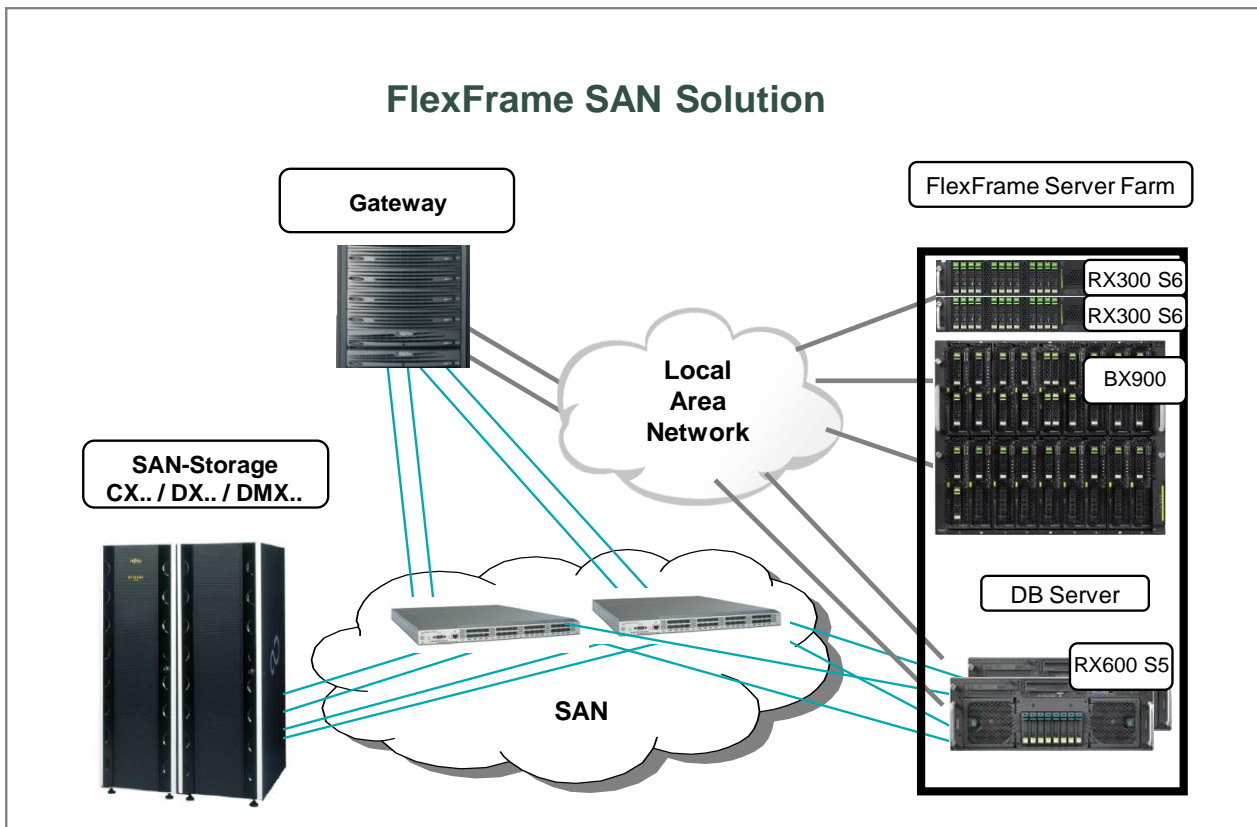 FlexFrame SAN Solution
Gateway
FlexFrame Server Farm
RX300 S6
RX300 S6
BX900
Local
Area
Network
SAN-Storage
CX.. / DX.. / DMX..
DB Server
RX600 S5
SAN